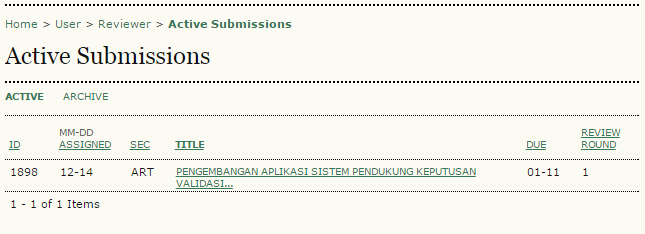 Home > User > Reviewer > Active Submissions
Active Submissions
ACTIVE ARCHIVE
ID MM-DD ASSIGNED SEC TITLE DUE REVIEW ROUND
1898 12-14 ART PENGEMBANGAN APLIKASI SISTEM PENDUKUNG KEPUTUSAN VALIDASI... 01-11 1
1 - 1 of 1 Items